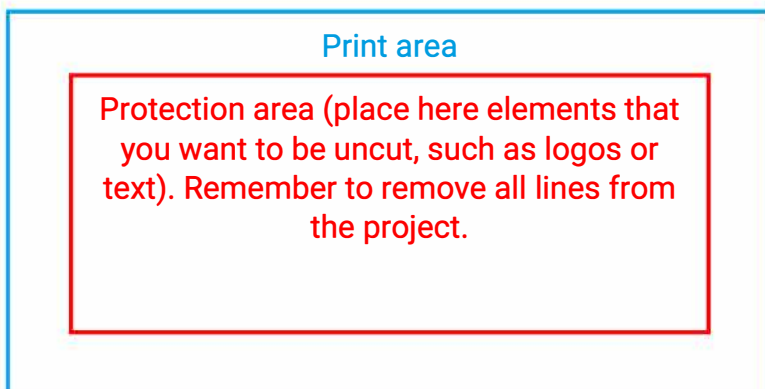 Print area
Protection area (place here elements that
you want to be uncut, such as logos or
text). Remember to remove all lines from
the project.